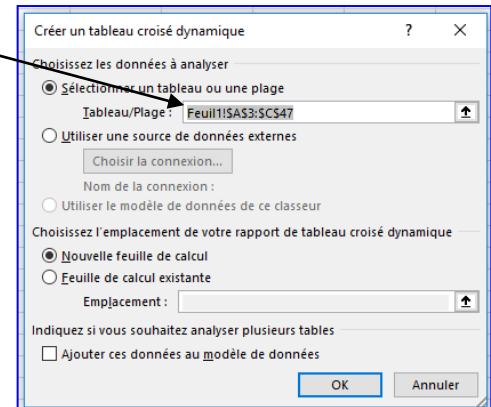 Créer un tableau croisé dynamique ? ×
Choisissez les données à analyser
Sélectionner un tableau ou une plage
Tableau/Plage : Feuil1!$A$3:$C$47
Utiliser une source de données externes
Choisir la connexion...
Nom de la connexion :
Utiliser le modèle de données de ce classeur
Choisissez l'emplacement de votre rapport de tableau croisé dynamique
Nouvelle feuille de calcul
Feuille de calcul existante
Emplacement :
Indiquez si vous souhaitez analyser plusieurs tables
Ajouter ces données au modèle de données
OK Annuler